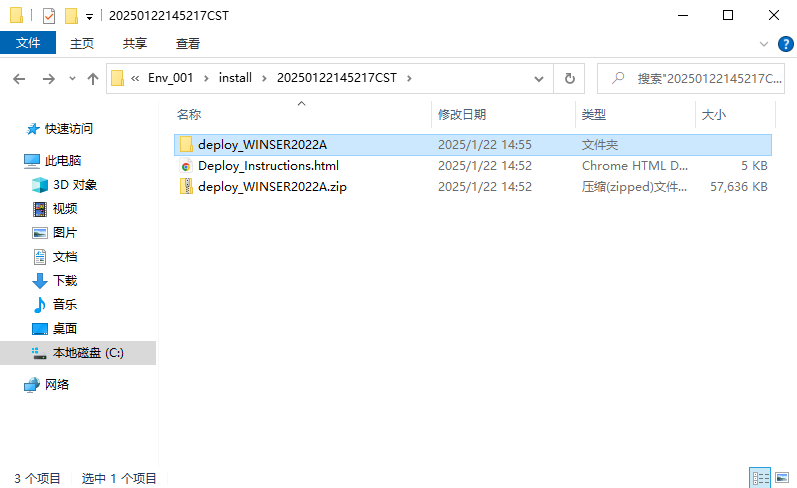 20250122145217CST
文件 主页 共享 查看
« Env_001 > install > 20250122145217CST >
搜索"20250122145217C...
名称 修改日期 类型 大小
快速访问
此电脑
3D 对象
视频
图片
文档
下载
音乐
桌面
本地磁盘 (C:)
网络
deploy_WINSER2022A 2025/1/22 14:55 文件夹
Deploy_Instructions.html 2025/1/22 14:52 Chrome HTML D... 5 KB
deploy_WINSER2022A.zip 2025/1/22 14:52 压缩(zipped)文件... 57,636 KB
3 个项目 选中 1 个项目